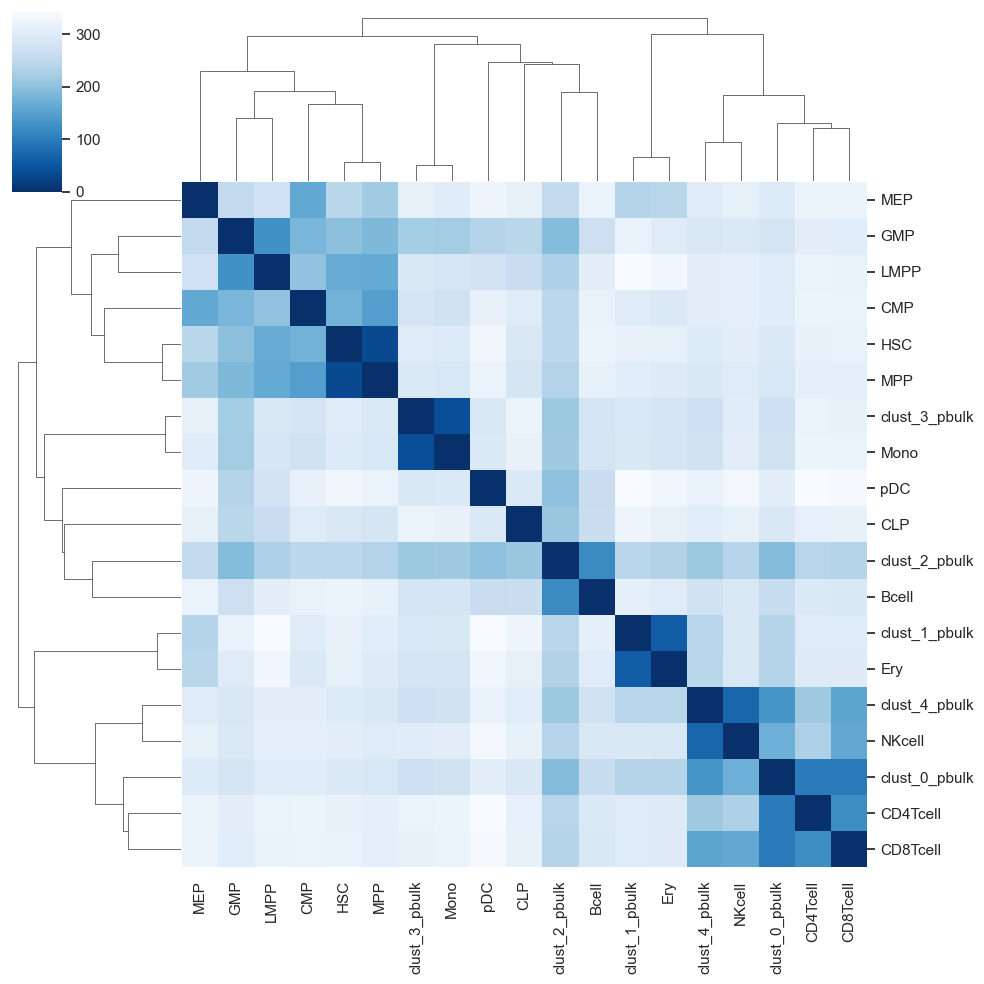 300
200
100
0
MEP
GMP
LMPP
CMP
HSC
MPP
clust_3_pbulk
Mono
pDC
CLP
clust_2_pbulk
Bcell
clust_1_pbulk
Ery
clust_4_pbulk
NKcell
clust_0_pbulk
CD4Tcell
CD8Tcell
MEP
GMP
LMPP
CMP
HSC
MPP
clust_3_pbulk
Mono
pDC
CLP
clust_2_pbulk
Bcell
clust_1_pbulk
Ery
clust_4_pbulk
NKcell
clust_0_pbulk
CD4Tcell
CD8Tcell